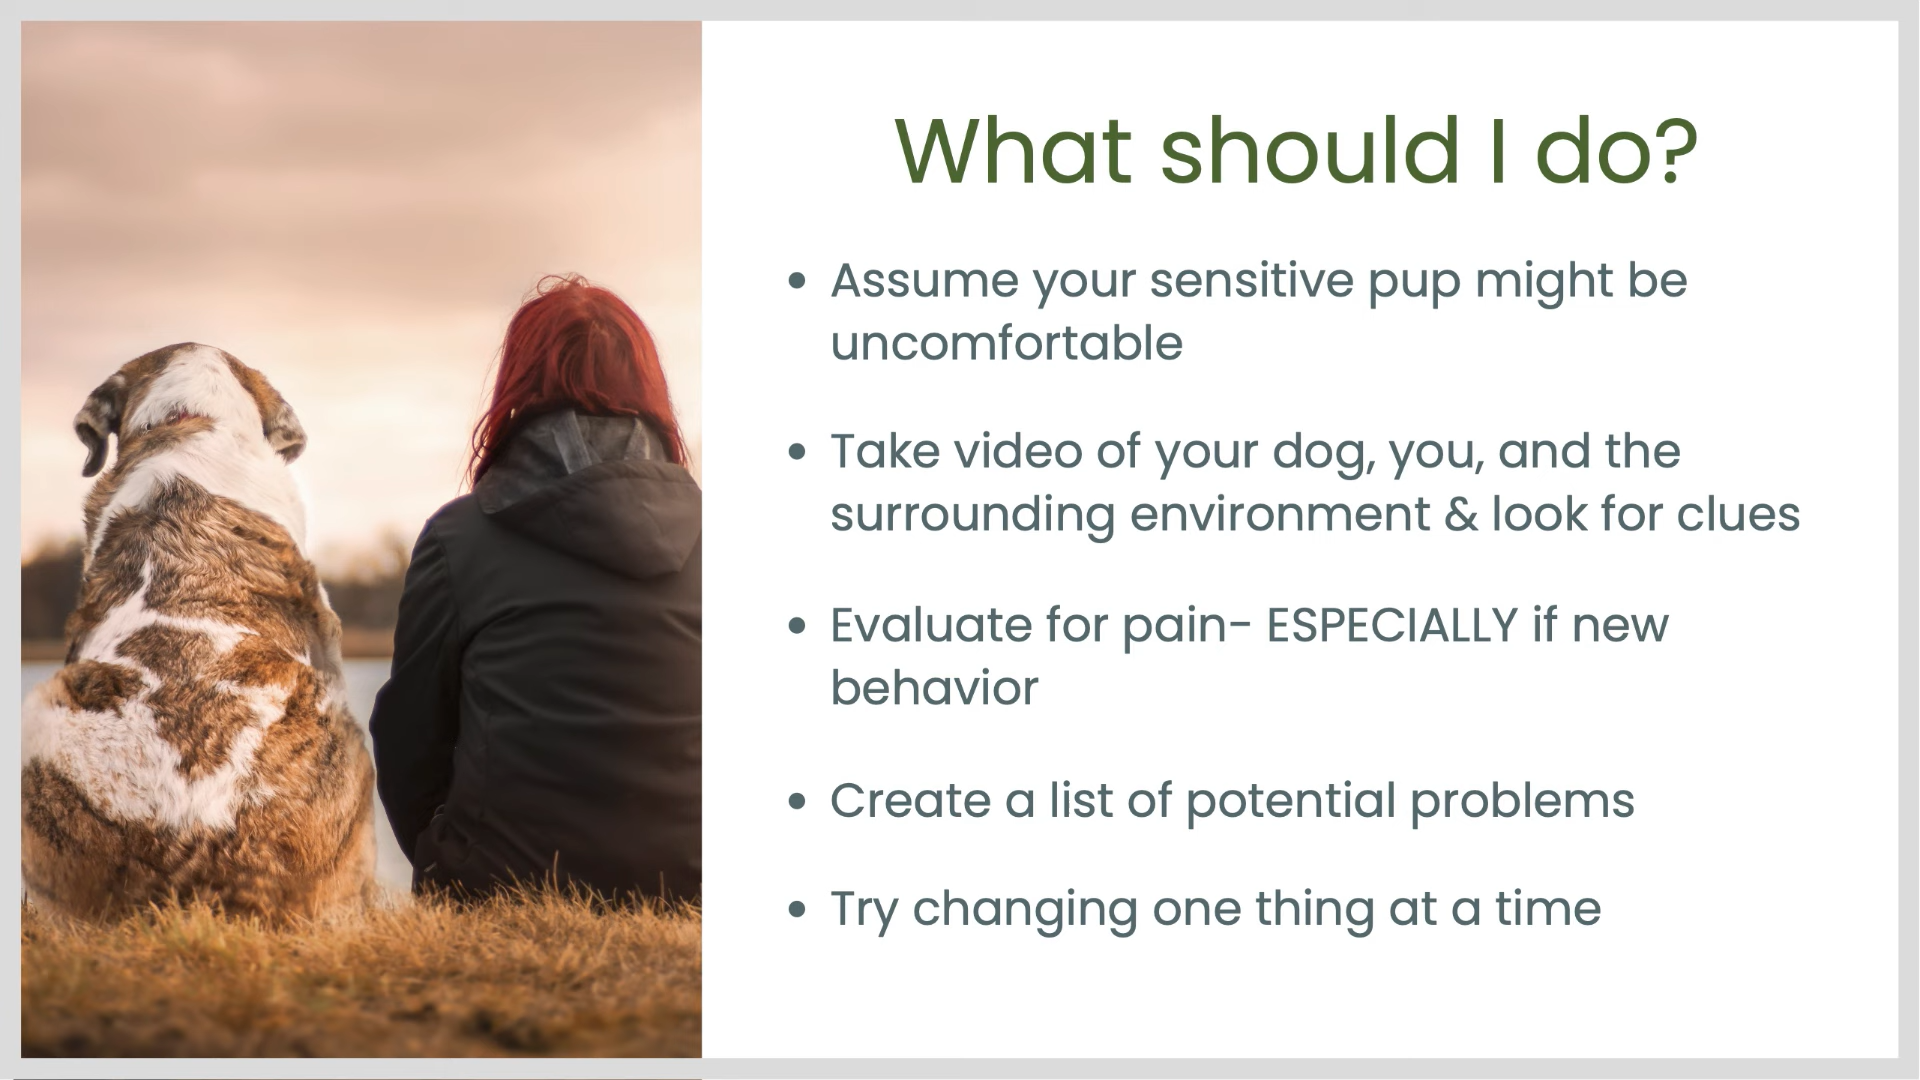 What should I do?
• Assume your sensitive pup might be
uncomfortable
• Take video of your dog, you, and the
surrounding environment & look for clues
• Evaluate for pain- ESPECIALLY if new
behavior
• Create a list of potential problems
• Try changing one thing at a time